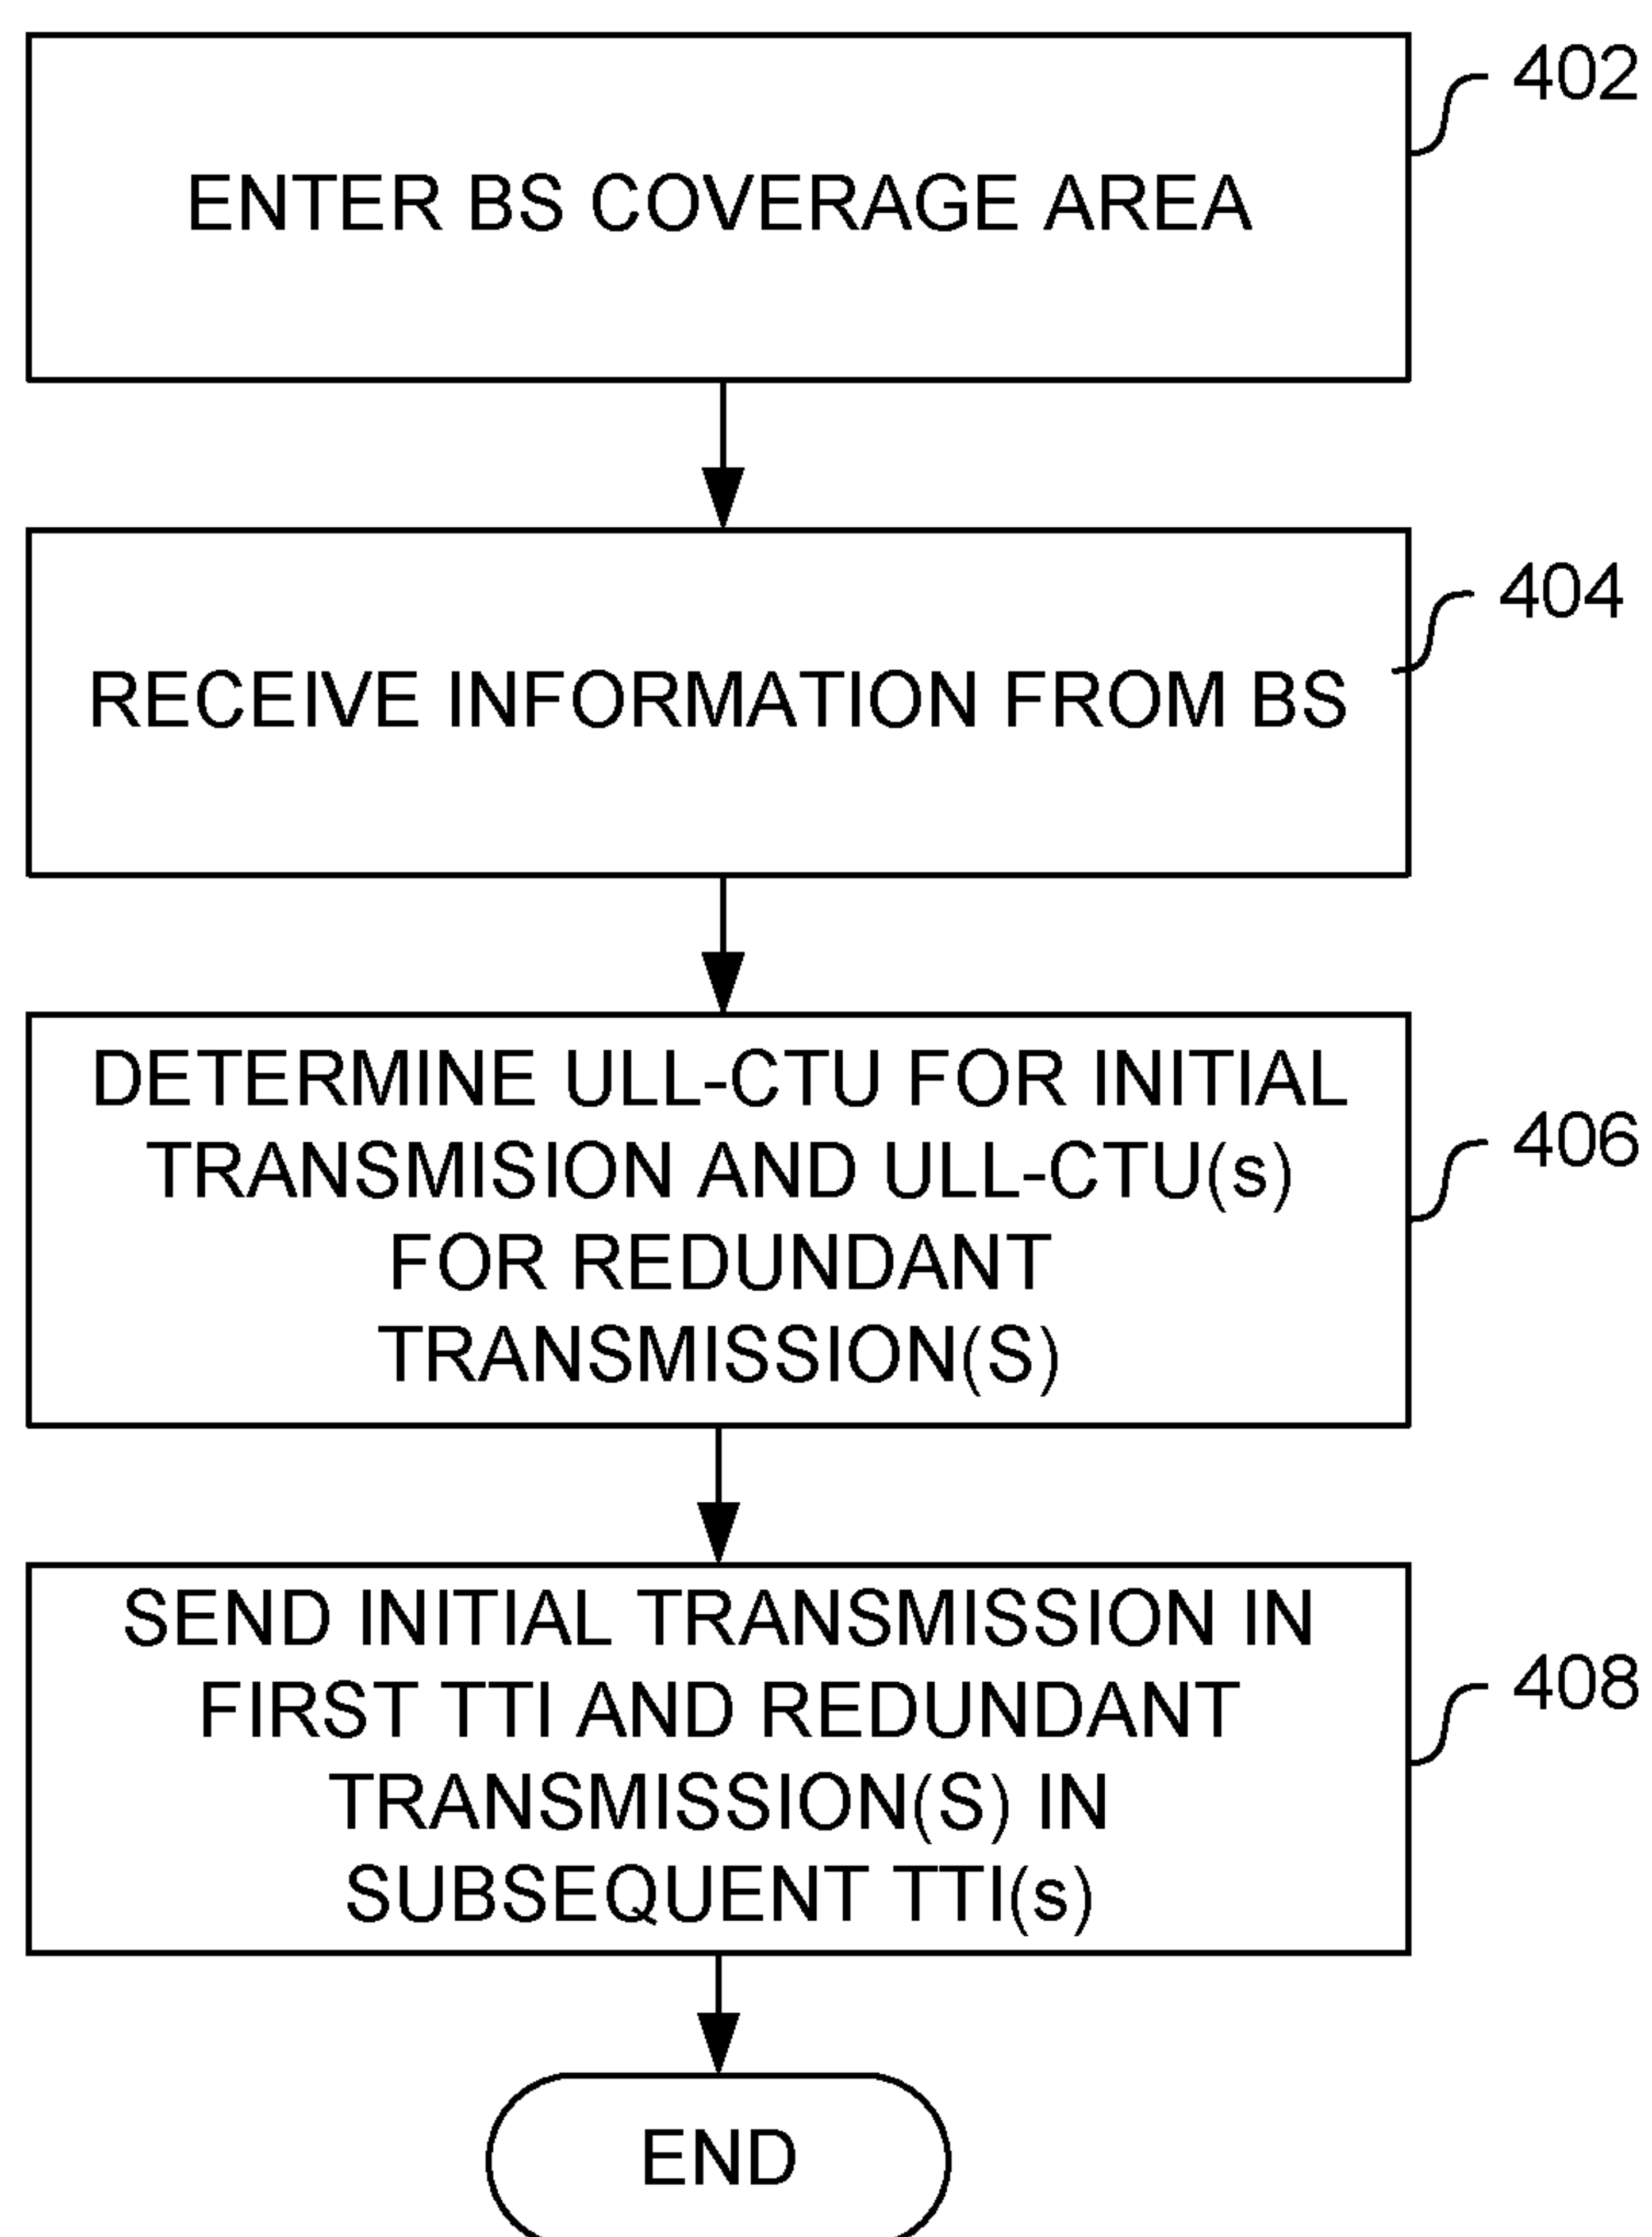 402
ENTER BS COVERAGE AREA
404
RECEIVE INFORMATION FROM BS
DETERMINE ULL-CTU FOR INITIAL
TRANSMISION AND ULL-CTU(s)
406
FOR REDUNDANT
TRANSMISSION(S)
SEND INITIAL TRANSMISSION IN
FIRST TTI AND REDUNDANT
408
TRANSMISSION(S) IN
SUBSEQUENT TTI(s)
END